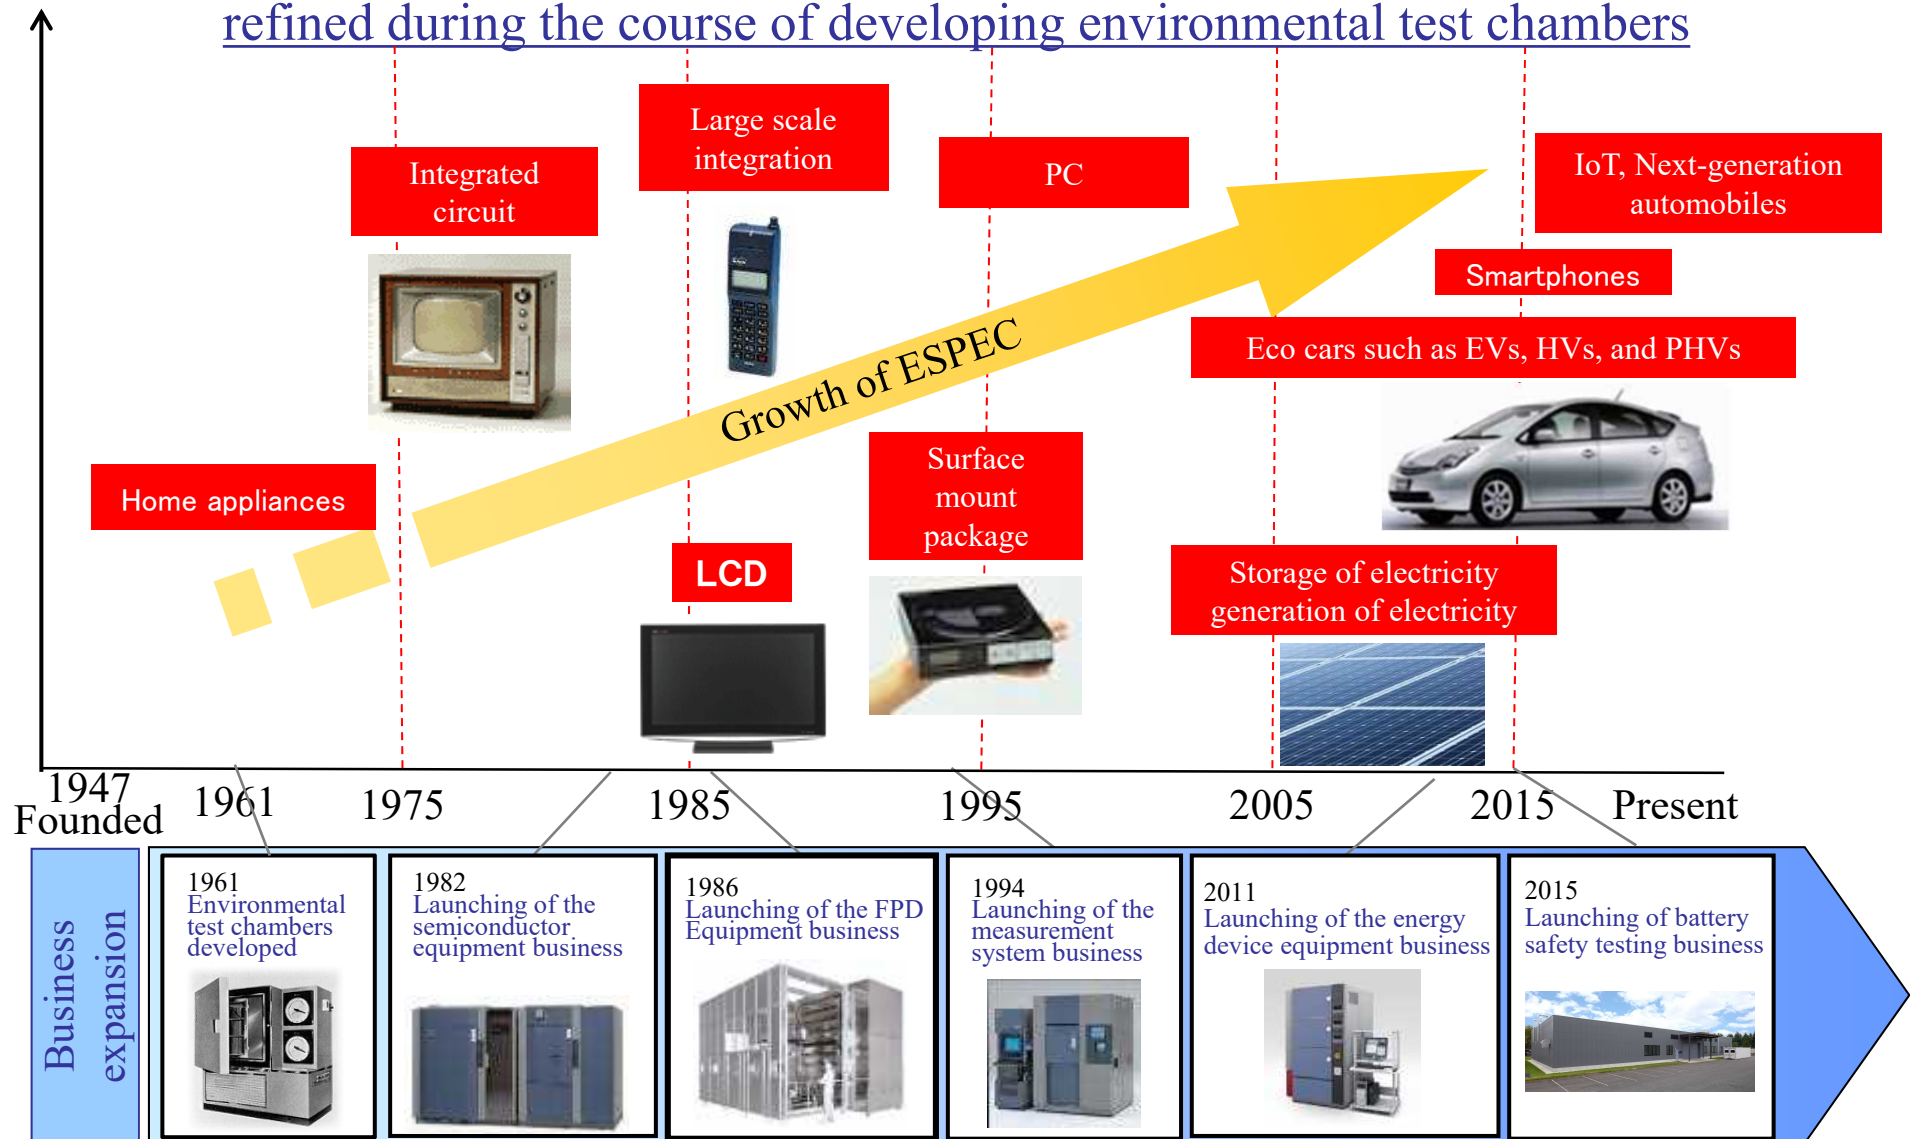 refined during the course of developing environmental test chambers
Large scale
integration
Integrated
circuit
PC
IoT, Next-generation
automobiles
Smartphones
Eco cars such as EVs, HVs, and PHVs
Growth of ESPEC
Home appliances
Surface
mount
package
LCD
Storage of electricity
generation of electricity
1947
Founded
1961
1975
1985
1995
2005
2015
Present
Business
expansion
1961
Environmental
test chambers
developed
1982
Launching of the
semiconductor
equipment business
1986
Launching of the FPD
Equipment business
1994
Launching of the
measurement
system business
2011
Launching of the energy
device equipment business
2015
Launching of battery
safety testing business